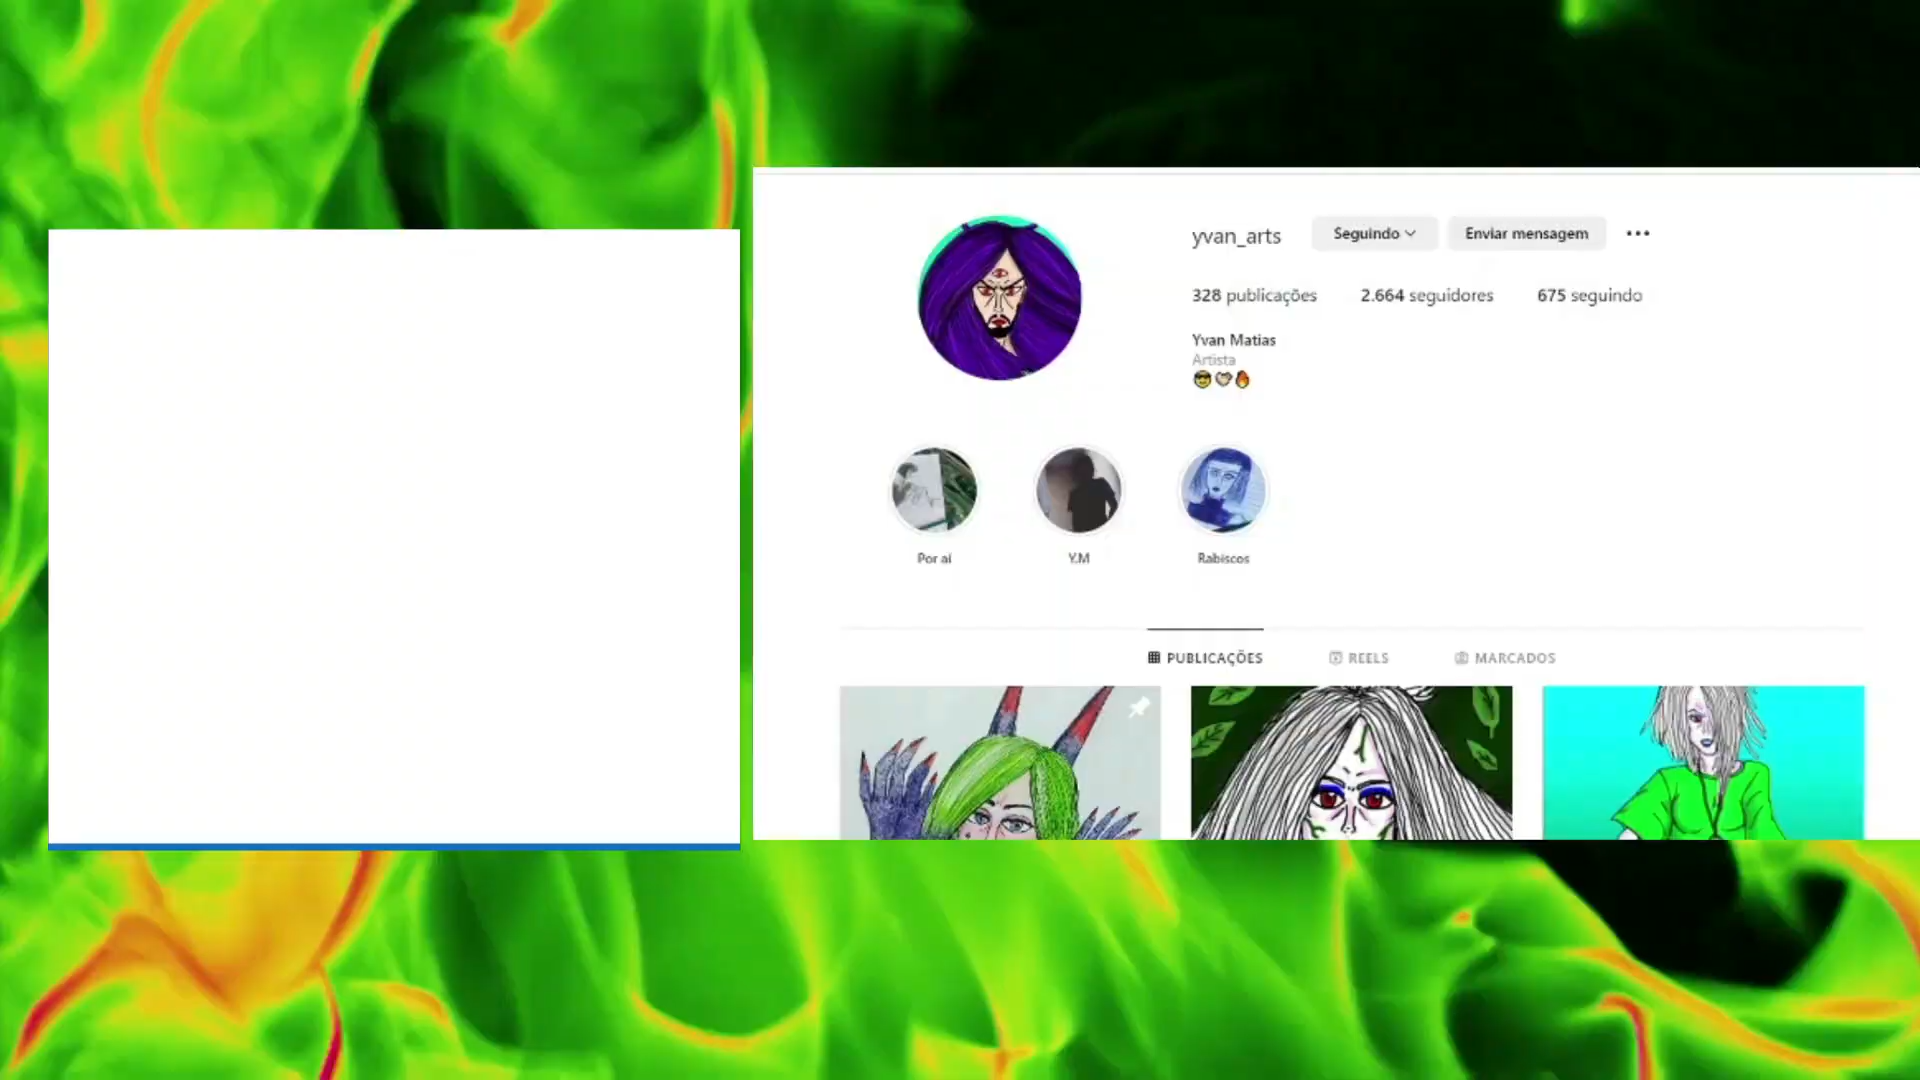 yvan_arts Seguindo Enviar mensagem
328 publicações 2.664 seguidores 675 seguindo
Yvan Matias
Artista
😎🤝🔥
Por aí Y.M Rabiscos
PUBLICAÇÕES REELS MARCADOS